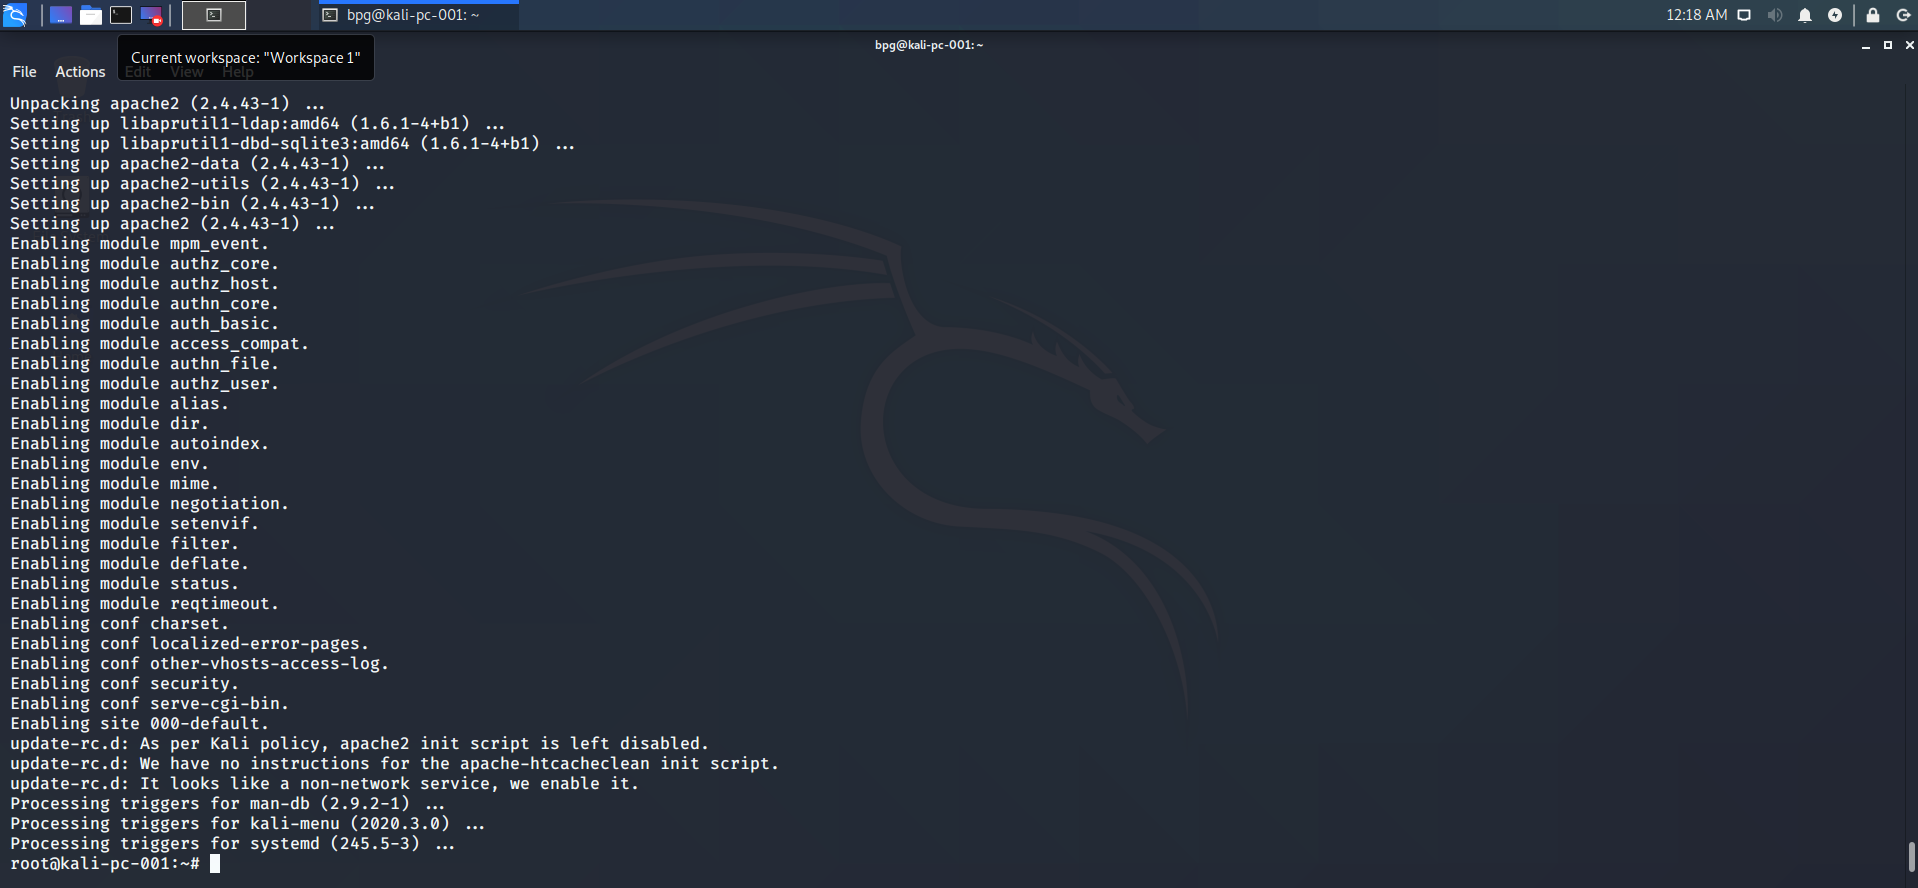 bpg@kali-pc-001: ~
12:18 AM
bpg@kali-pc-001: ~
Current workspace: "Workspace 1"
File Actions Edit View Help
Unpacking apache2 (2.4.43-1) ...
Setting up libaprutil1-ldap:amd64 (1.6.1-4+b1) ...
Setting up libaprutil1-dbd-sqlite3:amd64 (1.6.1-4+b1) ...
Setting up apache2-data (2.4.43-1) ...
Setting up apache2-utils (2.4.43-1) ...
Setting up apache2-bin (2.4.43-1) ...
Setting up apache2 (2.4.43-1) ...
Enabling module mpm_event.
Enabling module authz_core.
Enabling module authz_host.
Enabling module authn_core.
Enabling module auth_basic.
Enabling module access_compat.
Enabling module authn_file.
Enabling module authz_user.
Enabling module alias.
Enabling module dir.
Enabling module autoindex.
Enabling module env.
Enabling module mime.
Enabling module negotiation.
Enabling module setenvif.
Enabling module filter.
Enabling module deflate.
Enabling module status.
Enabling module reqtimeout.
Enabling conf charset.
Enabling conf localized-error-pages.
Enabling conf other-vhosts-access-log.
Enabling conf security.
Enabling conf serve-cgi-bin.
Enabling site 000-default.
update-rc.d: As per Kali policy, apache2 init script is left disabled.
update-rc.d: We have no instructions for the apache-htcacheclean init script.
update-rc.d: It looks like a non-network service, we enable it.
Processing triggers for man-db (2.9.2-1) ...
Processing triggers for kali-menu (2020.3.0) ...
Processing triggers for systemd (245.5-3) ...
root@kali-pc-001:~#